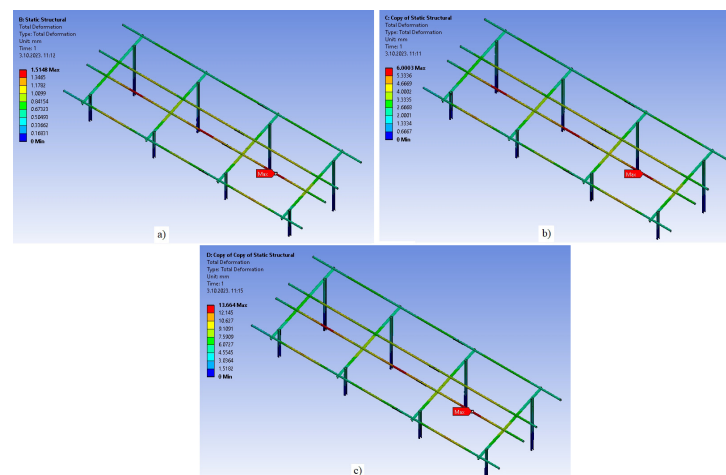 B: Static Structural
Total Deformation
Type: Total Deformation
Unit: mm
Time: 1
3.10.2023. 11:12
1.5148 Max
1.3465
1.1782
1.0099
0.84154
0.67323
0.50493
0.33662
0.16831
0 Min
Max
a)
C: Copy of Static Structural
Total Deformation
Type: Total Deformation
Unit: mm
Time: 1
3.10.2023. 11:11
6.0003 Max
5.3336
4.6669
4.0002
3.3335
2.6668
2.0001
1.3334
0.6667
0 Min
Max
b)
D: Copy of Copy of Static Structural
Total Deformation
Type: Total Deformation
Unit: mm
Time: 1
3.10.2023. 11:15
13.664 Max
12.145
10.627
9.1091
7.5909
6.0727
4.5545
3.0364
1.5182
0 Min
Max
c)